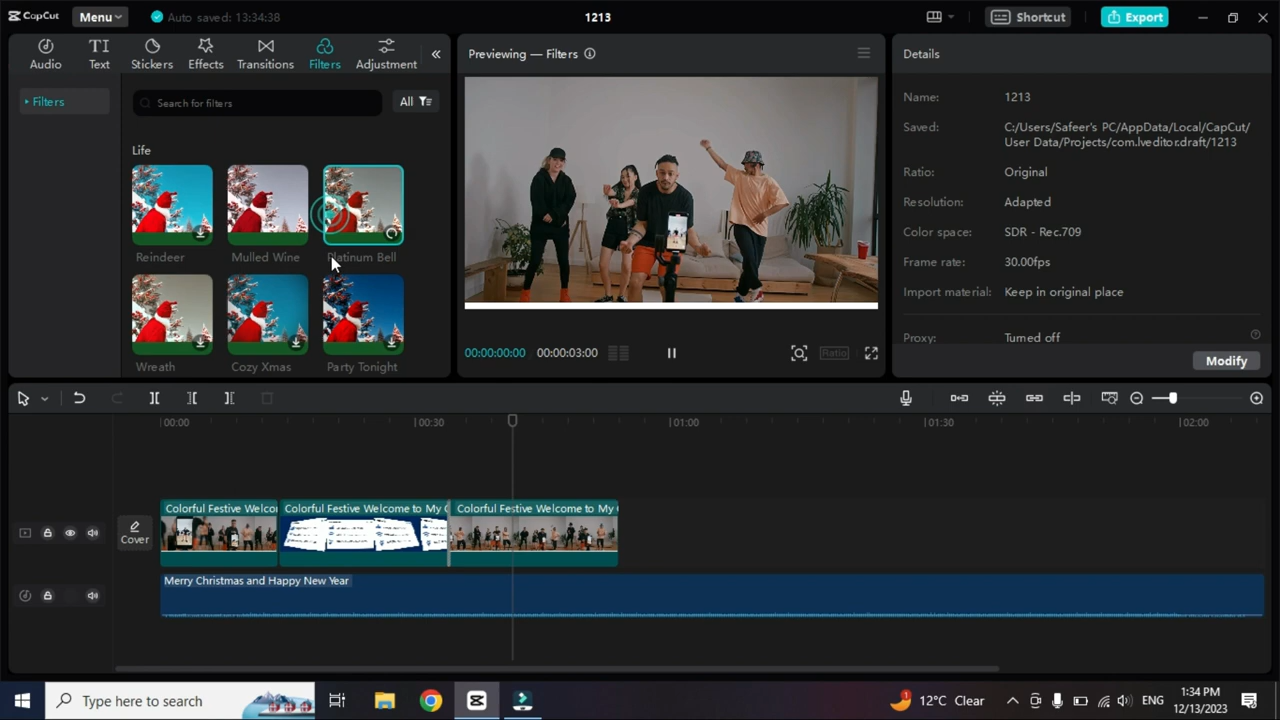 CapCut
Menu
Auto saved: 13:34:38
1213
Shortcut
Export
Audio
Text
Stickers
Effects
Transitions
Filters
Adjustment
Previewing — Filters
Details
Filters
Search for filters
All
Life
Reindeer
Mulled Wine
Platinum Bell
Wreath
Cozy Xmas
Party Tonight
00:00:00:00
00:00:03:00
Ratio
Name:
1213
Saved:
C:/Users/Safeer's PC/AppData/Local/CapCut/
User Data/Projects/com.lveditor.draft/1213
Ratio:
Original
Resolution:
Adapted
Color space:
SDR - Rec.709
Frame rate:
30.00fps
Import material:
Keep in original place
Proxy:
Turned off
Modify
00:00
00:30
01:00
01:30
02:00
Cover
Colorful Festive Welco
Colorful Festive Welcome to My
Colorful Festive Welcome to My
Merry Christmas and Happy New Year
Type here to search
1
12°C Clear
ENG
1:34 PM
12/13/2023